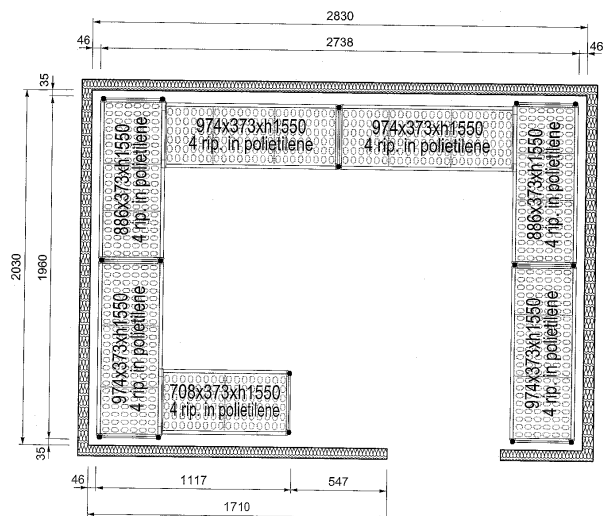 2830
46
2738
46
35
974x373xh1550
4 rip. in polietilene
974x373xh1550
4 rip. in polietilene
886x373xh1550
4 rip. in polietilene
886x373xh1550
4 rip. in polietilene
2030
1960
974x373xh1550
4 rip. in polietilene
974x373xh1550
4 rip. in polietilene
708x373xh1550
4 rip. in polietilene
35
46
1117
547
1710